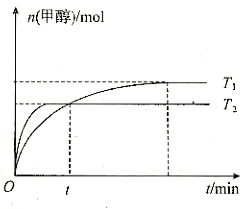 n(甲醇)/mol
T₁
T₂
O
t
t/min